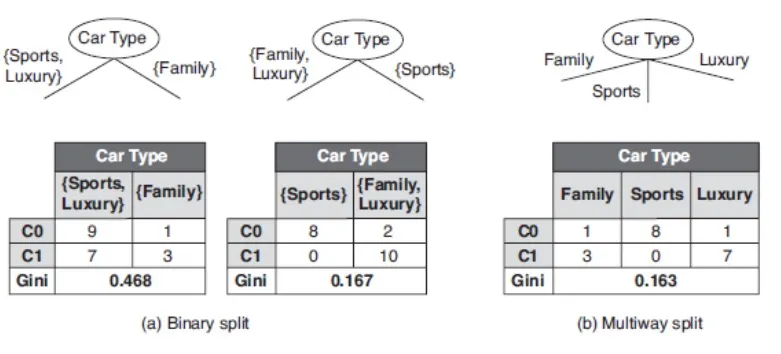 Car Type
{Sports,
Luxury}
{Family}
Car Type
{Family,
Luxury}
{Sports}
Car Type
Family
Sports
Luxury
Car Type
{Sports,
Luxury}
{Family}
C0 9 1
C1 7 3
Gini 0.468
Car Type
{Sports}
{Family,
Luxury}
C0 8 2
C1 0 10
Gini 0.167
(a) Binary split
Car Type
Family Sports Luxury
C0 1 8 1
C1 3 0 7
Gini 0.163
(b) Multiway split